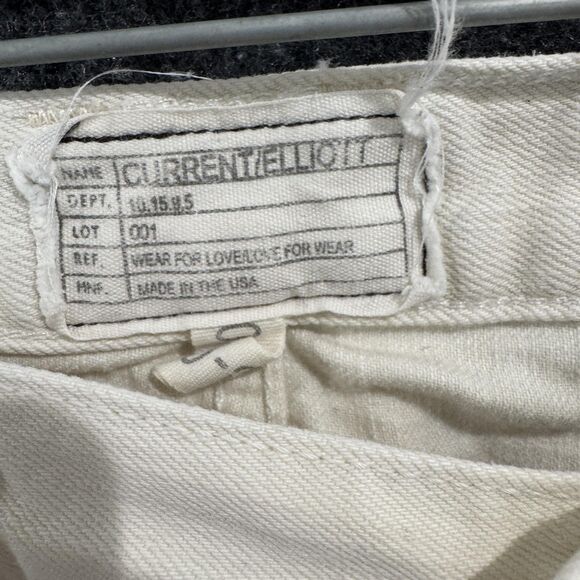 NAME CURRENT/ELLIOTT
DEPT. 10.15.9.5
LOT 001
REF. WEAR FOR LOVE/LOVE FOR WEAR
MNF. MADE IN THE USA